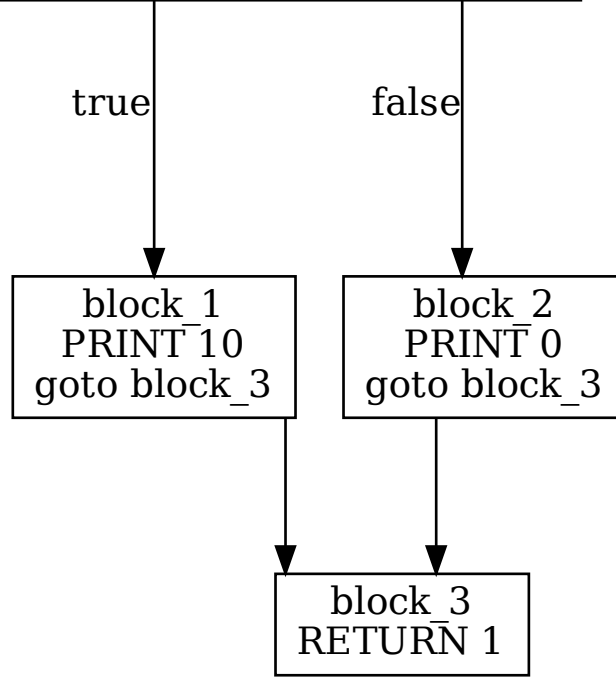 true
false
block_1
PRINT 10
goto block_3
block_2
PRINT 0
goto block_3
block_3
RETURN 1